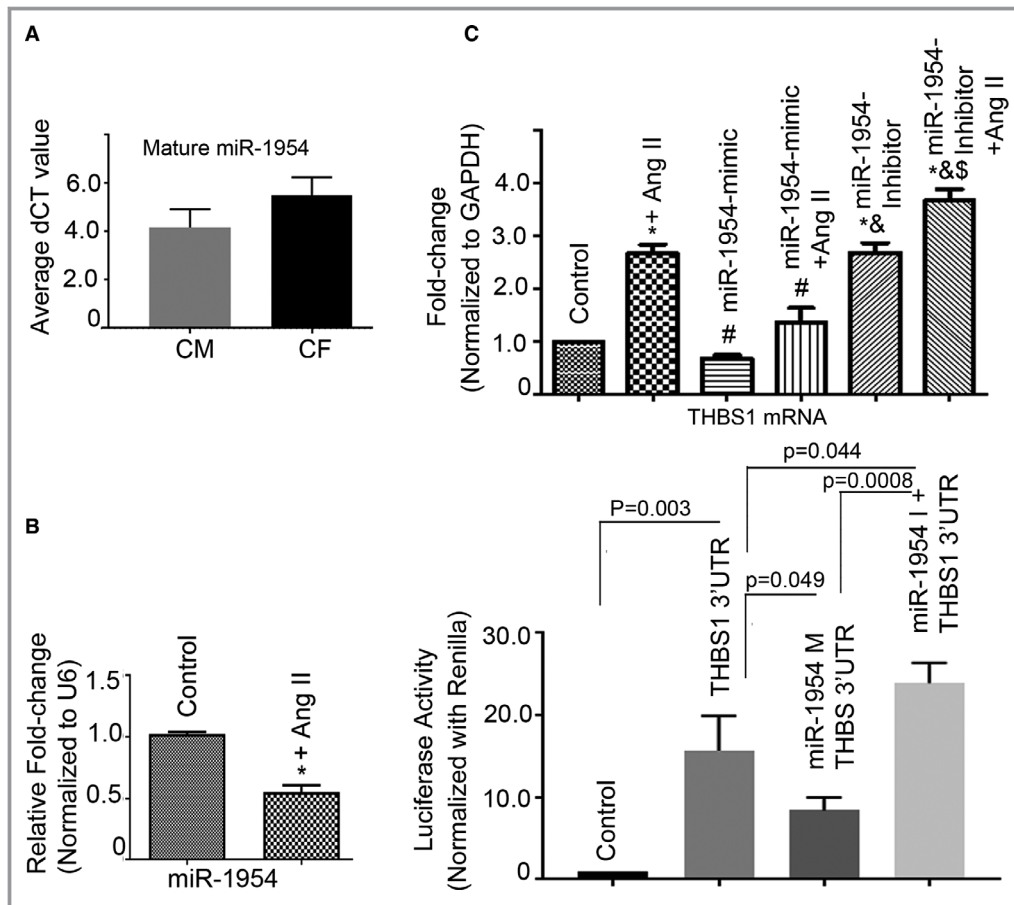 A
Mature miR-1954
Average dCT value
6.0
4.0
2.0
0
CM
CF
C
Fold-change
(Normalized to GAPDH)
4.0
3.0
2.0
1.0
0
Control
*+ Ang II
# miR-1954-mimic
# miR-1954-mimic
+Ang II
*& miR-1954-
Inhibitor
*&$ miR-1954-
Inhibitor
+Ang II
THBS1 mRNA
B
Relative Fold-change
(Normalized to U6)
1.5
1.0
0.5
0
Control
*+ Ang II
miR-1954
p=0.044
p=0.0008
P=0.003
p=0.049
Luciferase Activity
(Normalized with Renilla)
30.0
20.0
10.0
0
Control
THBS1 3'UTR
miR-1954 M
THBS 3'UTR
miR-1954 I +
THBS1 3'UTR